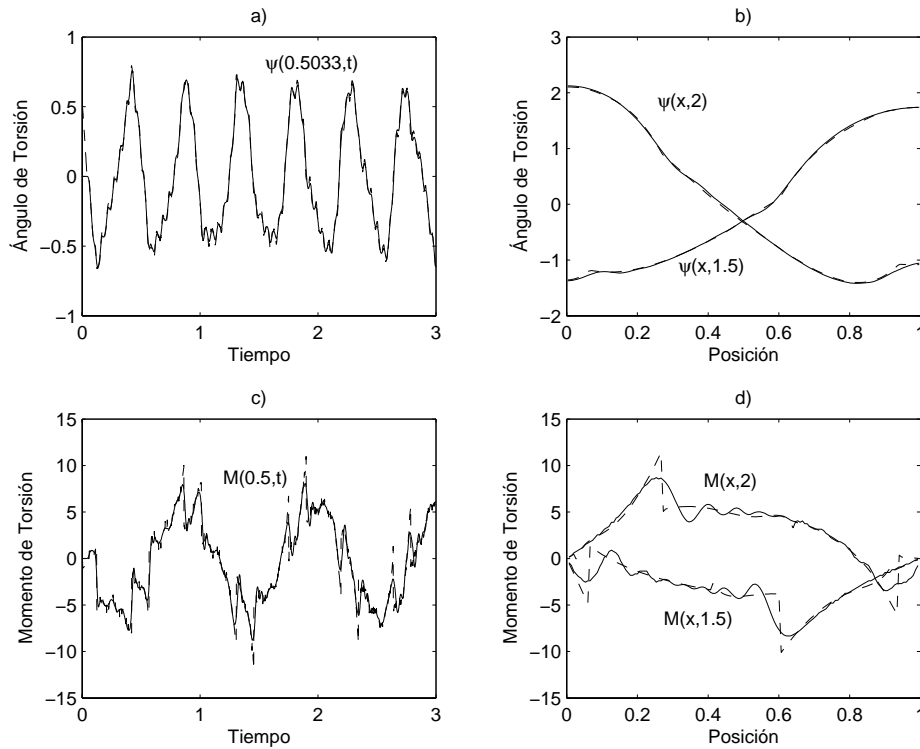 a)
1
0.5
0
−0.5
−1
0
1
2
3
Ángulo de Torsión
Tiempo
ψ(0.5033,t)
b)
3
2
1
0
−1
−2
0
0.2
0.4
0.6
0.8
1
Ángulo de Torsión
Posición
ψ(x,2)
ψ(x,1.5)
c)
15
10
5
0
−5
−10
−15
0
1
2
3
Momento de Torsión
Tiempo
M(0.5,t)
d)
15
10
5
0
−5
−10
−15
0
0.2
0.4
0.6
0.8
1
Momento de Torsión
Posición
M(x,2)
M(x,1.5)